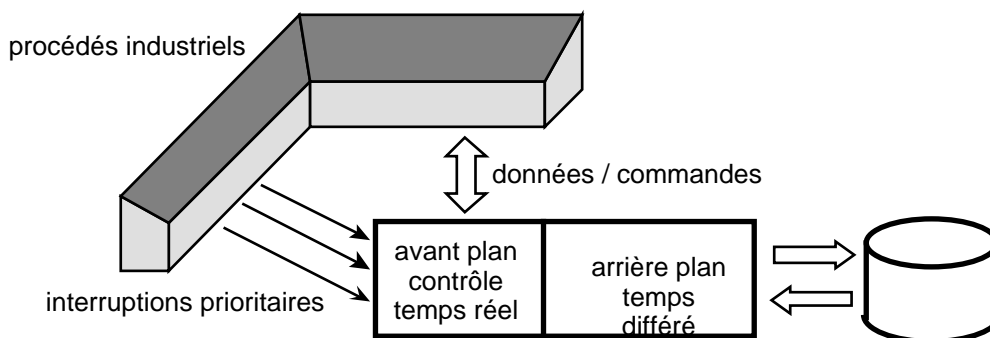 procédés industriels
données / commandes
interruptions prioritaires
avant plan
contrôle
temps réel
arrière plan
temps
différé